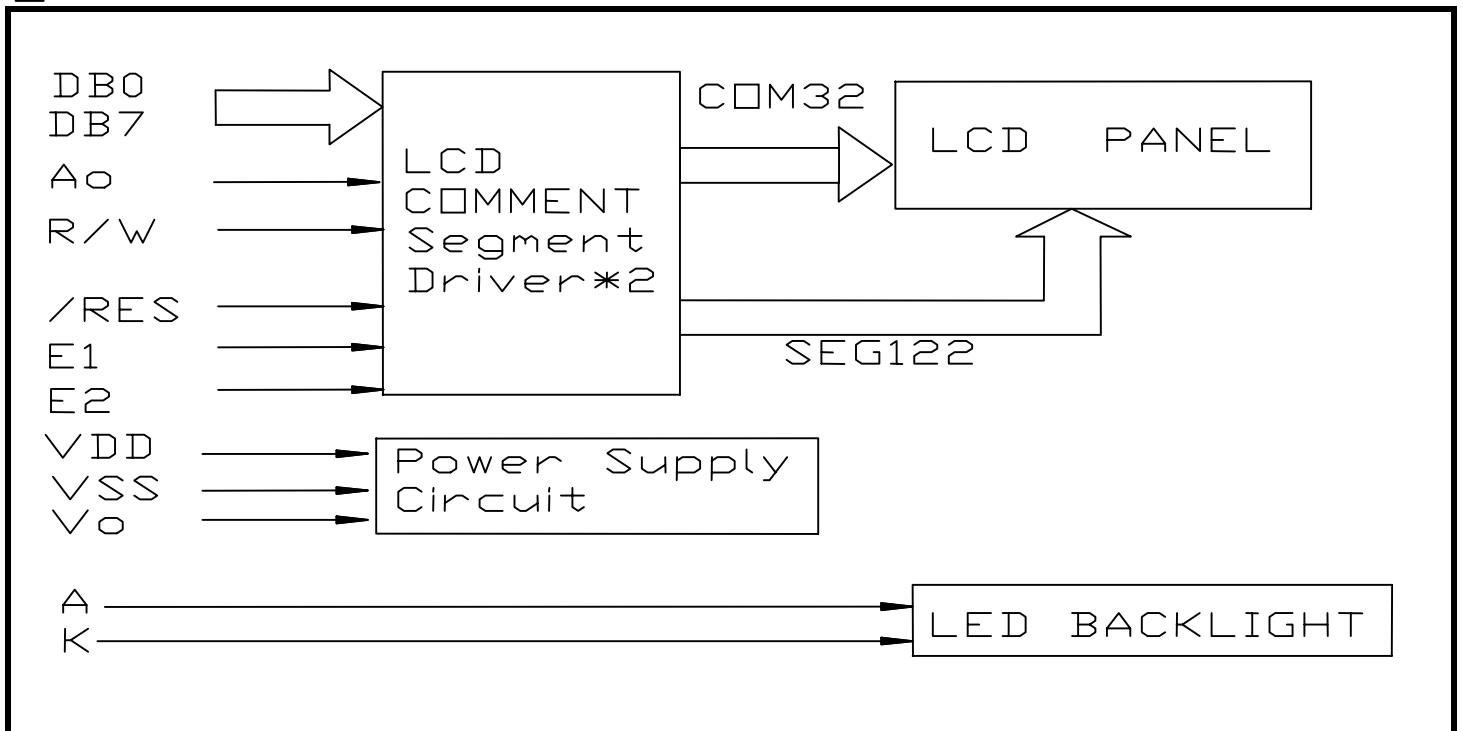 DB0
DB7
Ao
R/W
/RES
E1
E2
VDD
VSS
Vo
A
K
LCD
COMMENT
Segment
Driver*2
COM32
LCD PANEL
SEG122
Power Supply
Circuit
LED BACKLIGHT